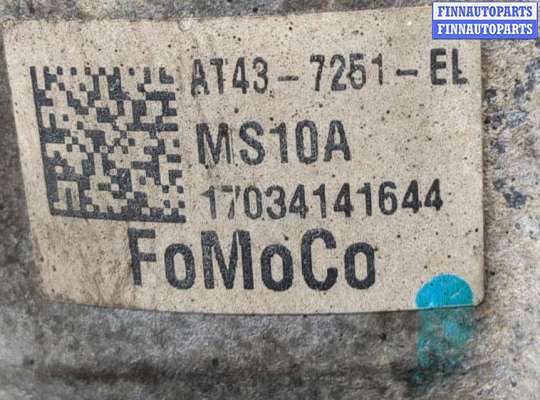 FINNAUTOPARTS
FINNAUTOPARTS
AT43-7251-EL
MS10A
17034141644
FoMoCo